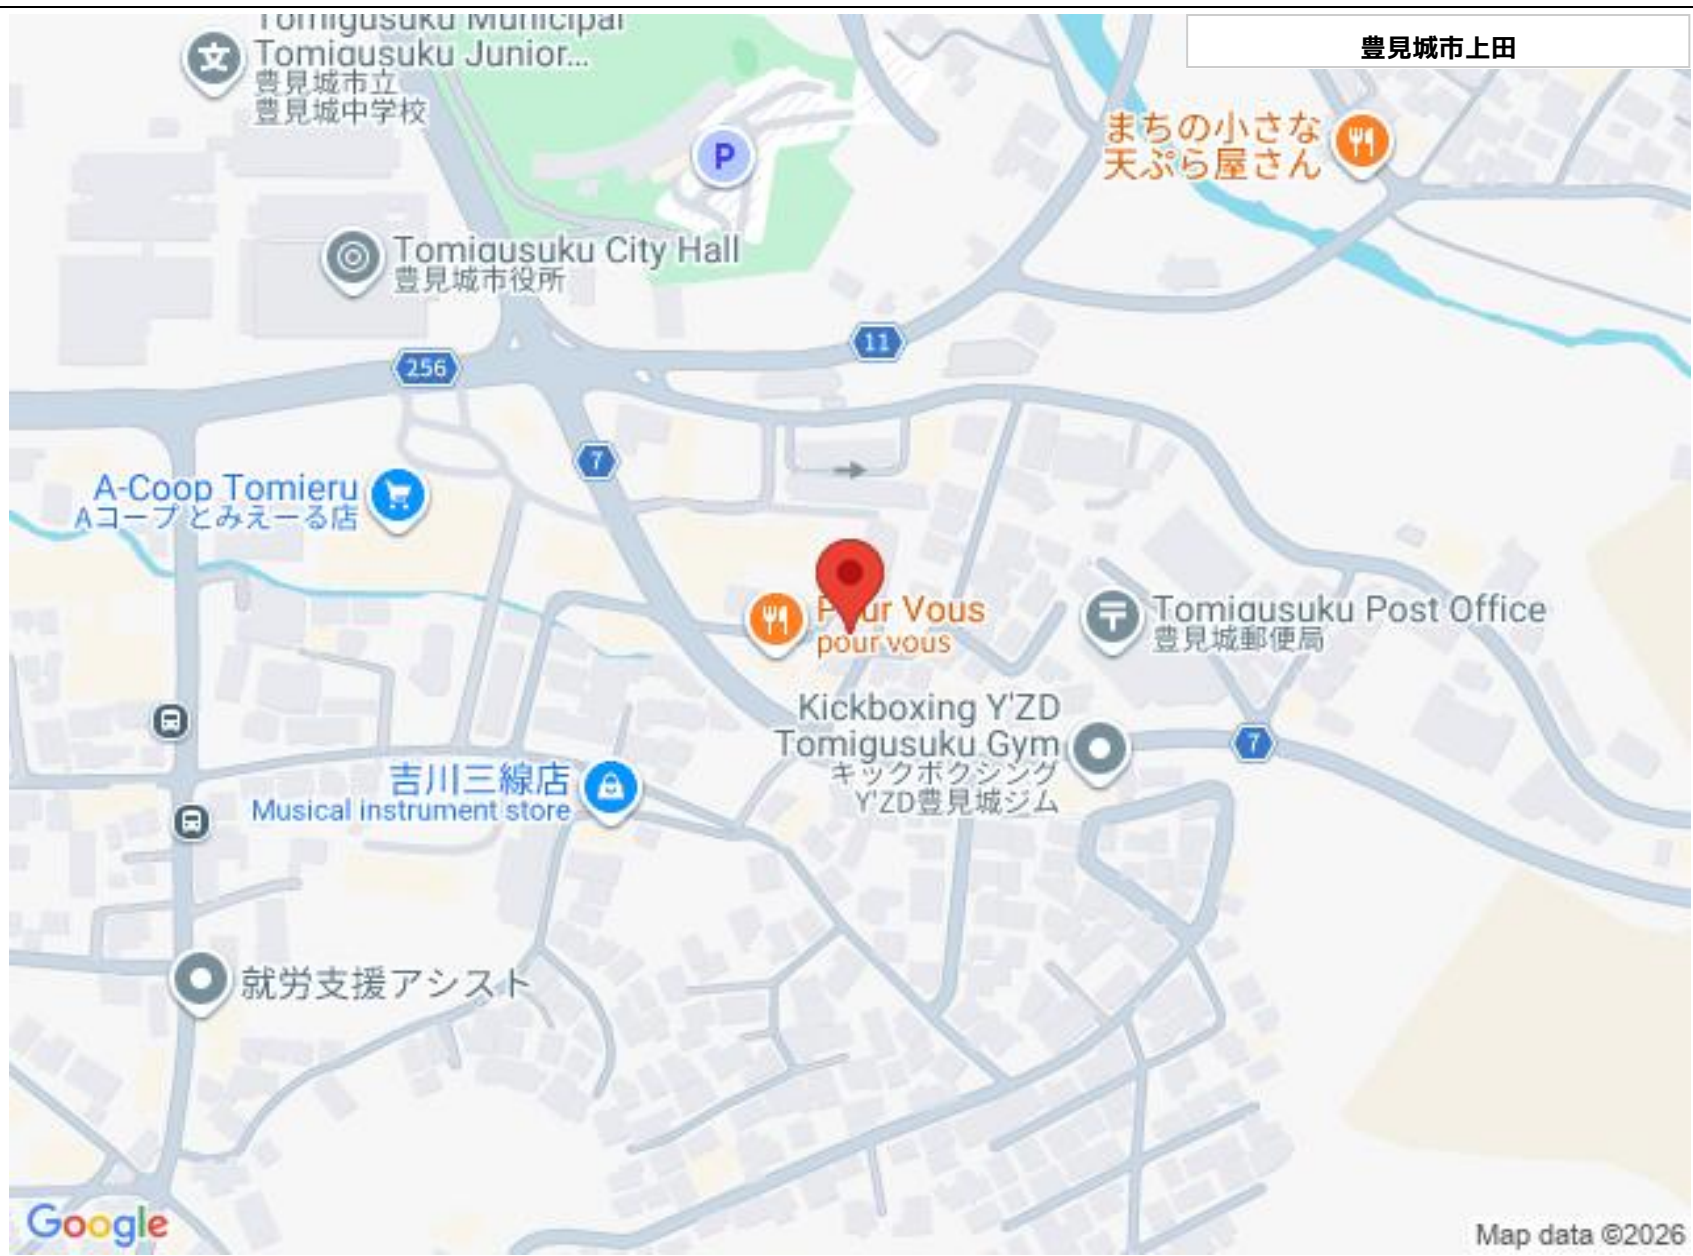 Tomigusuku Municipal
Tomigusuku Junior...
豊見城市立
豊見城中学校
豊見城市上田
まちの小さな
天ぷら屋さん
P
Tomigusuku City Hall
豊見城市役所
11
256
7
A-Coop Tomieru
Aコープ とみえーる店
Pour Vous
pour vous
Tomigusuku Post Office
豊見城郵便局
Kickboxing Y'ZD
Tomigusuku Gym
キックボクシング
Y'ZD豊見城ジム
7
吉川三線店
Musical instrument store
就労支援アシスト
Google
Map data ©2026